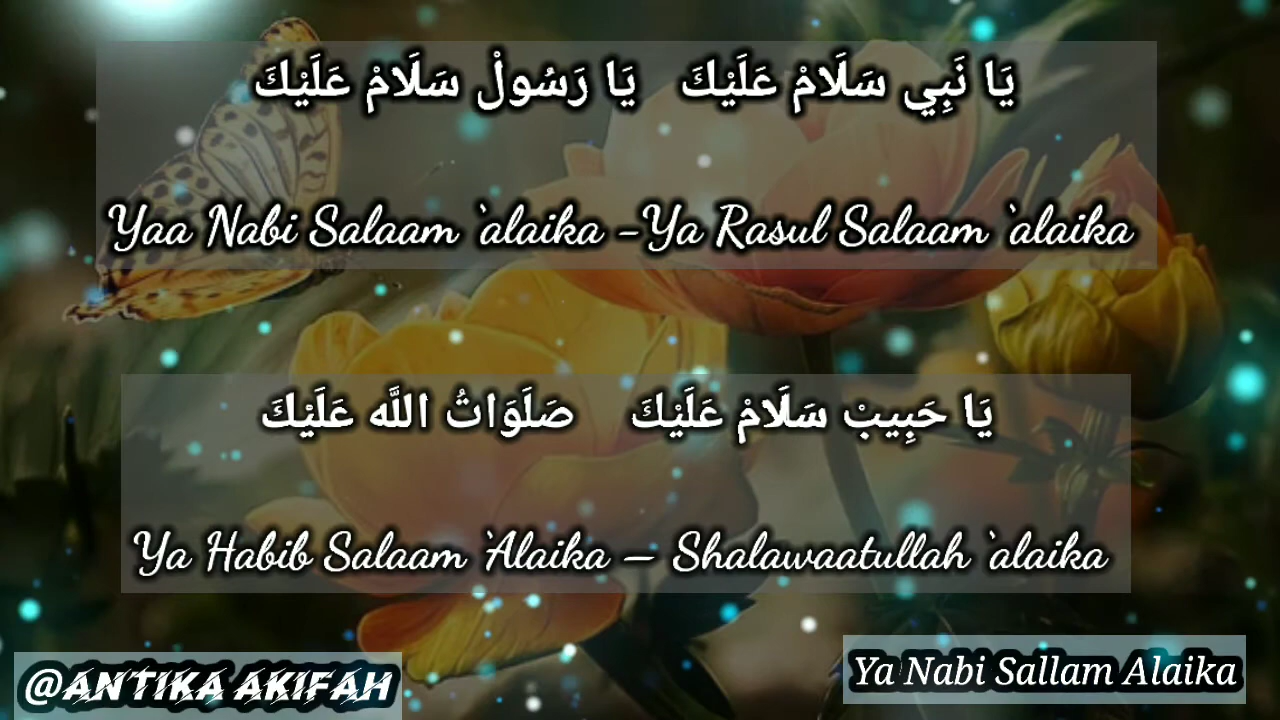 يَا نَبِي سَلَامْ عَلَيْكَ   يَا رَسُولْ سَلَامْ عَلَيْكَ
Yaa Nabi Salaam `alaika -Ya Rasul Salaam `alaika
يَا حَبِيبْ سَلَامْ عَلَيْكَ   صَلَوَاتُ اللَّه عَلَيْكَ
Ya Habib Salaam `Alaika – Shalawaatullah `alaika
@ANTIKA AKIFAH
Ya Nabi Sallam Alaika